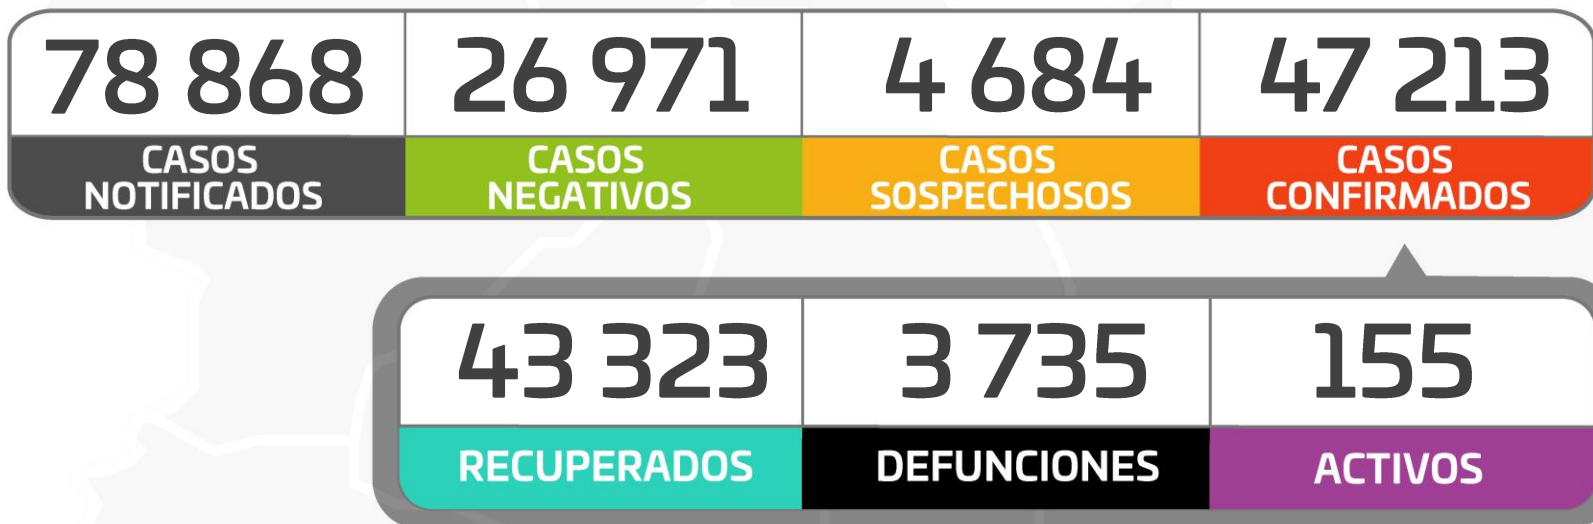 78 868 26 971 4 684 47 213
CASOS CASOS CASOS CASOS
NOTIFICADOS NEGATIVOS SOSPECHOSOS CONFIRMADOS
43 323 3 735 155
RECUPERADOS DEFUNCIONES ACTIVOS